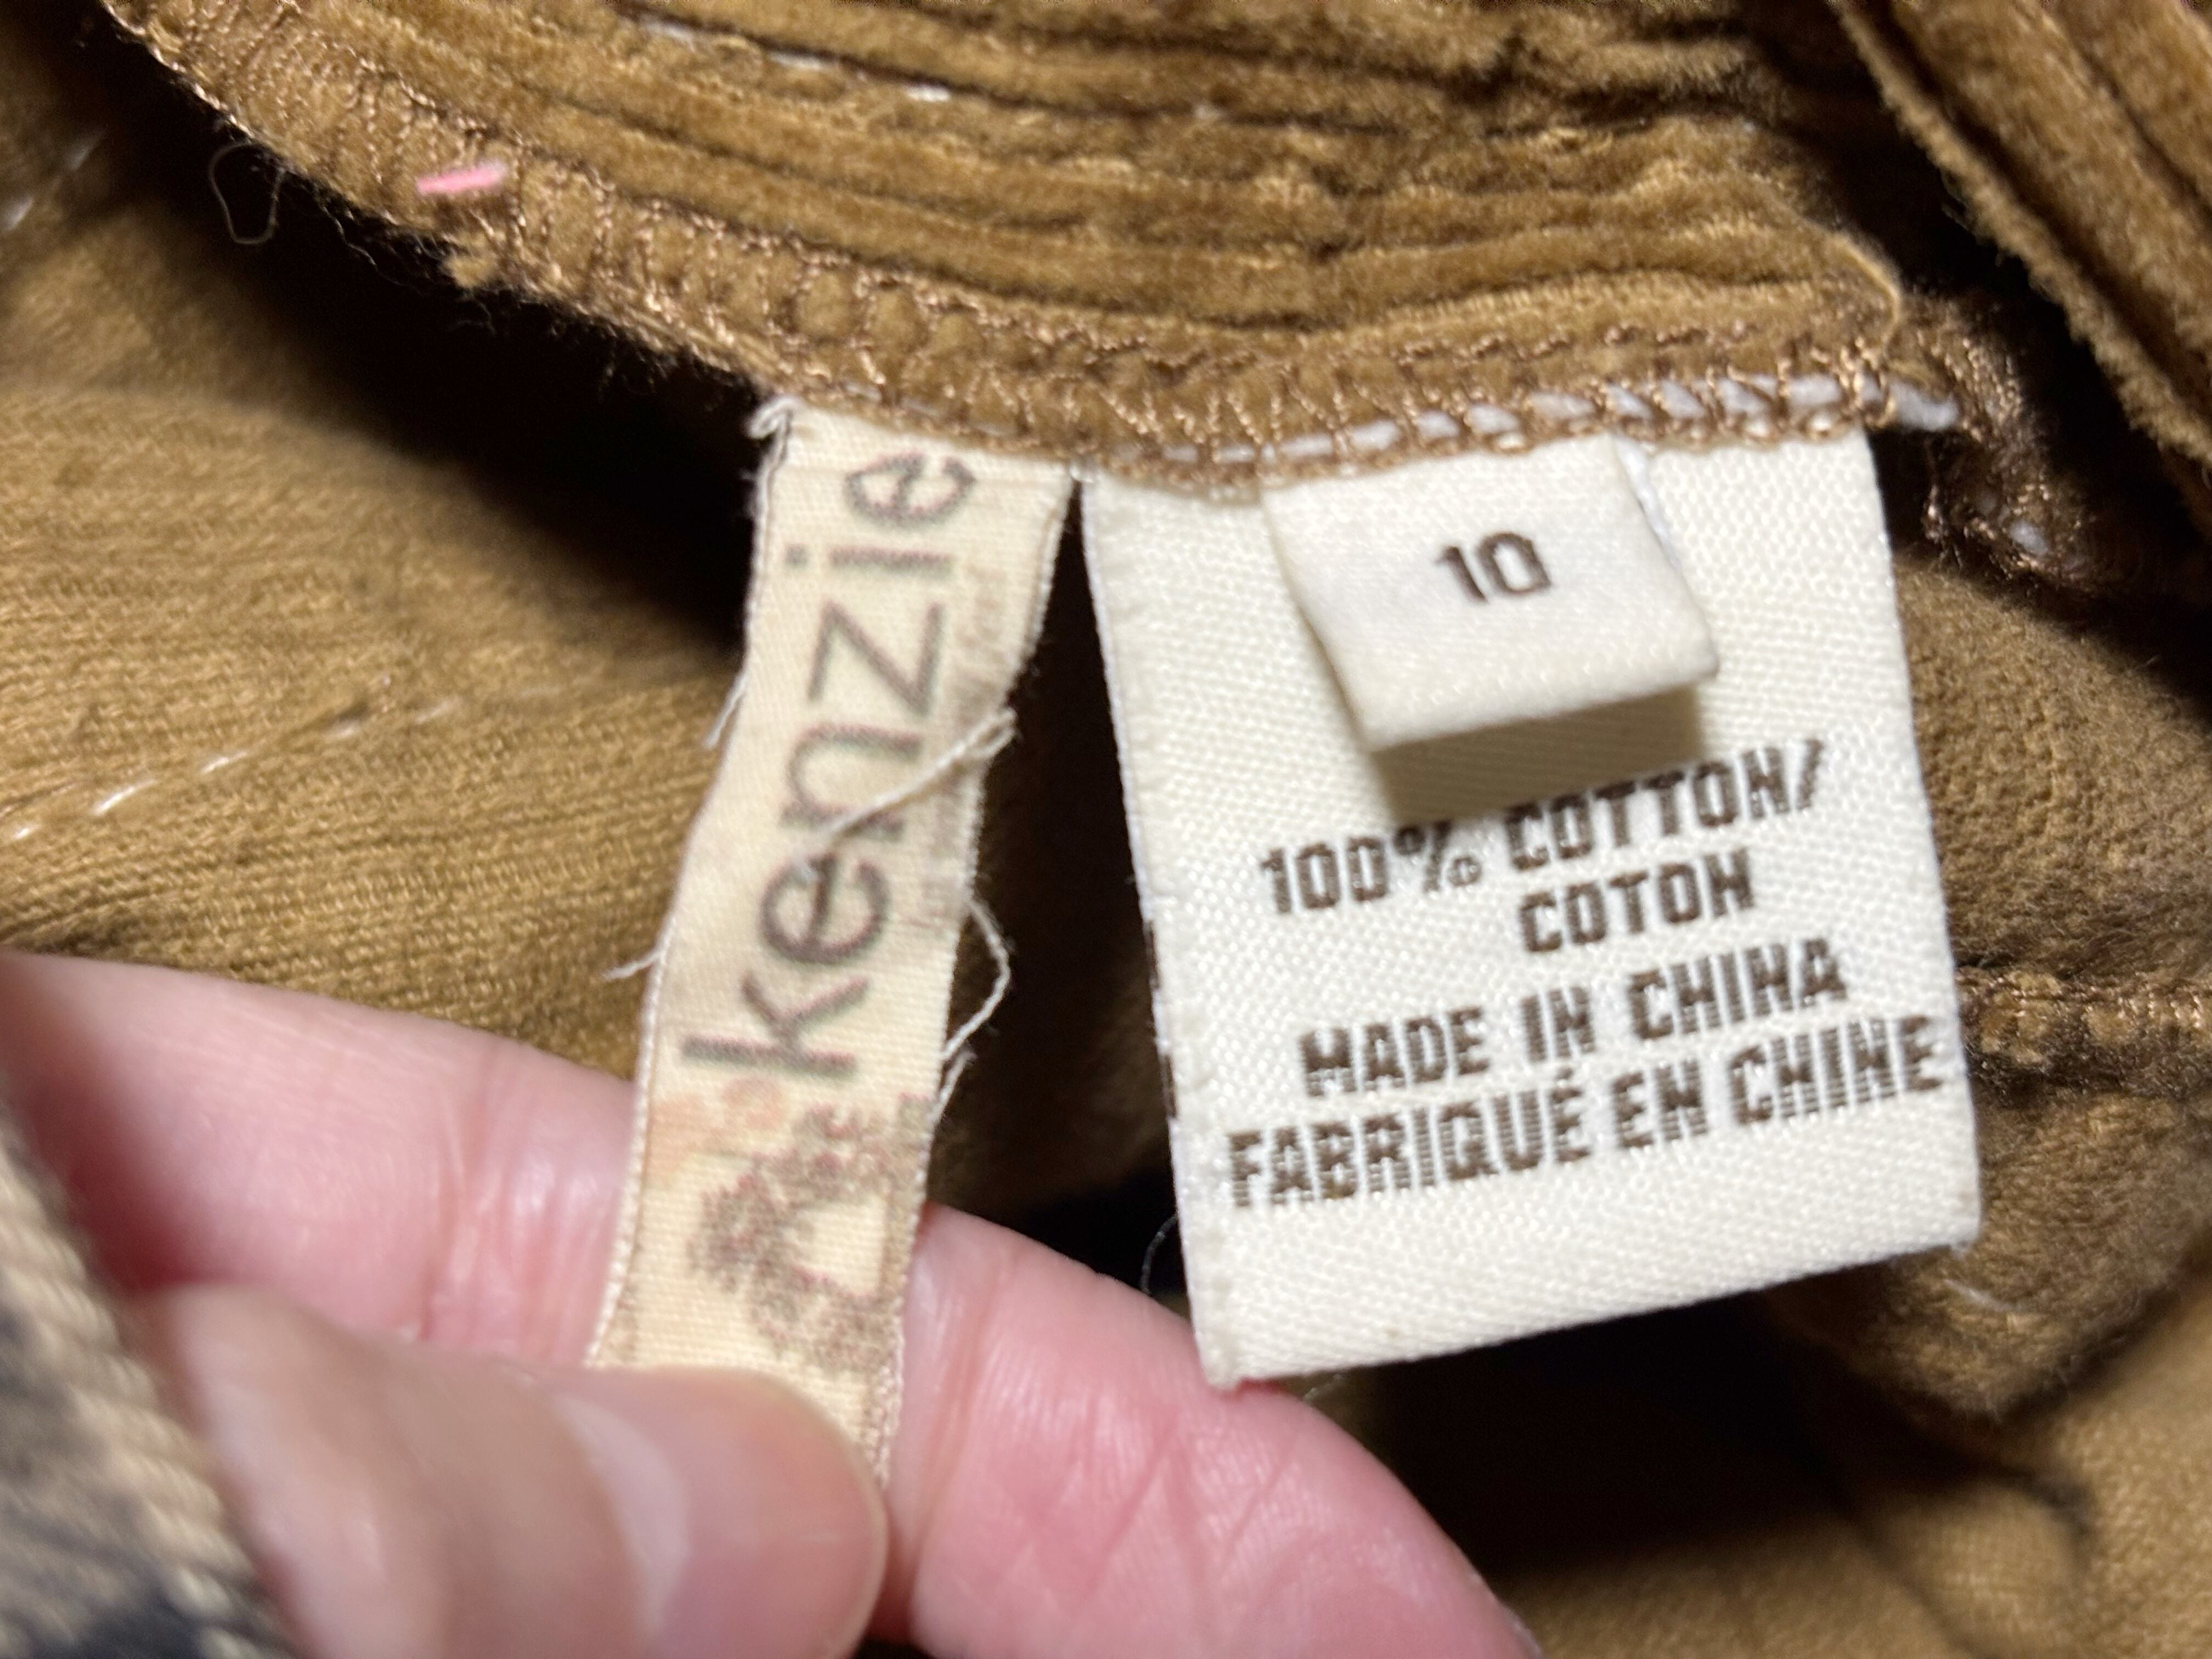 kenzie
10
100% COTTON/
COTON
MADE IN CHINA
FABRIQUÉ EN CHINE